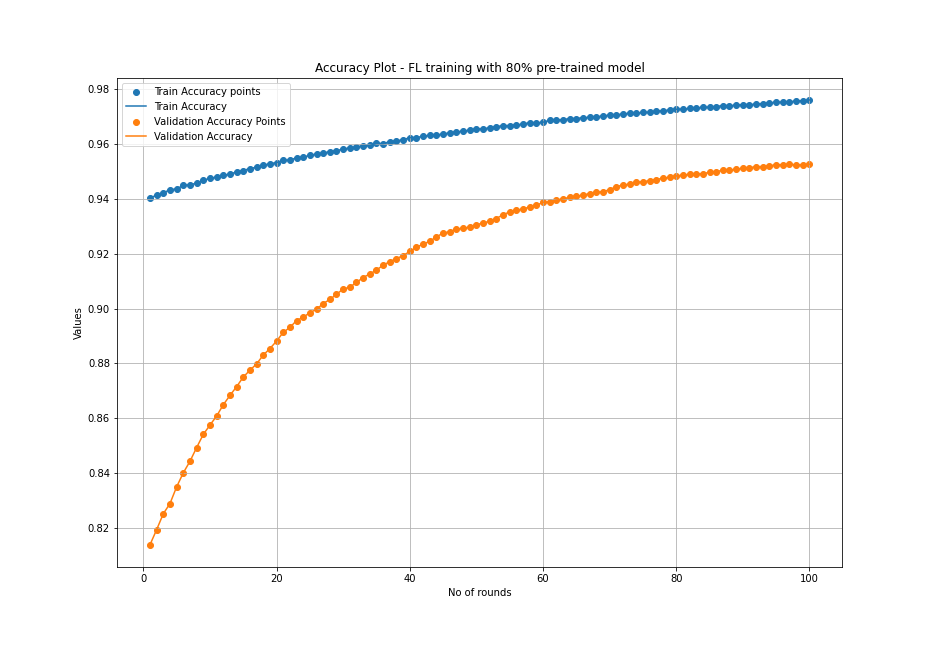 Accuracy Plot - FL training with 80% pre-trained model
Train Accuracy points
Train Accuracy
Validation Accuracy Points
Validation Accuracy
0.98
0.96
0.94
0.92
0.90
0.88
0.86
0.84
0.82
Values
0 20 40 60 80 100
No of rounds